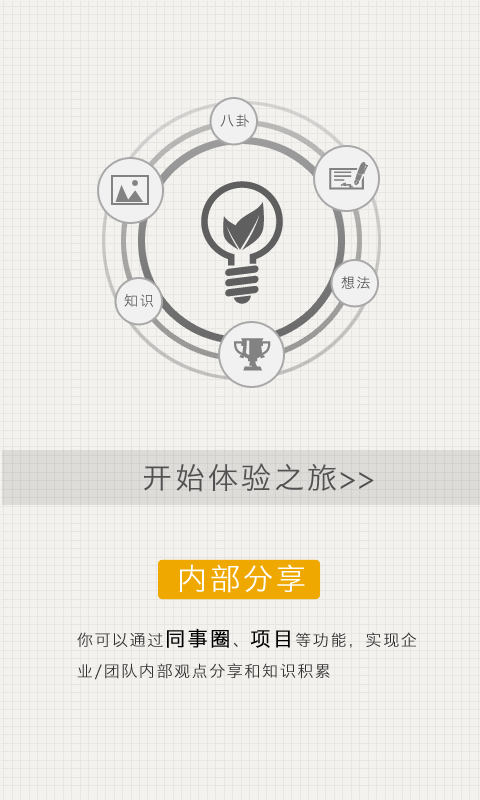 八卦
想法
知识
开始体验之旅>>
内部分享
你可以通过同事圈、项目等功能，实现企
业/团队内部观点分享和知识积累